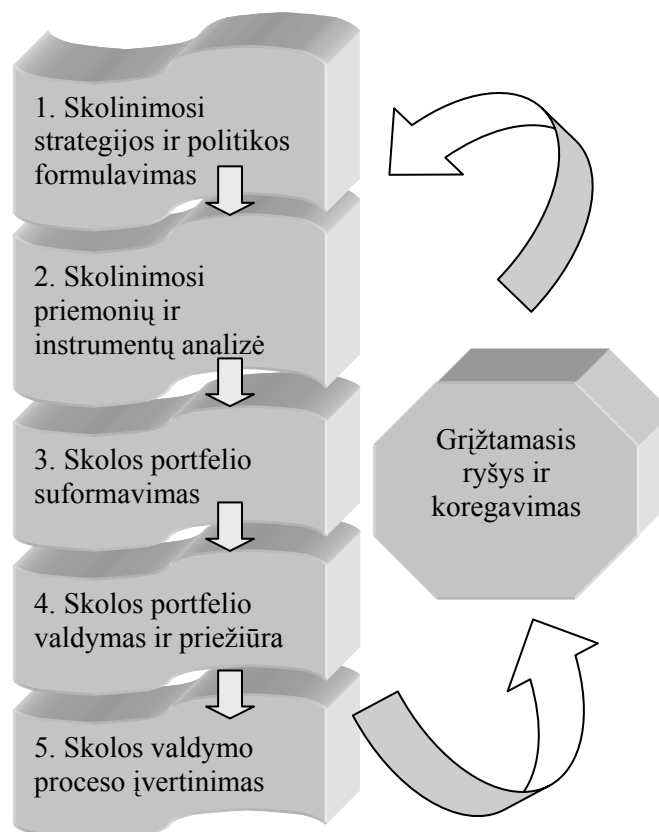 1. Skolinimosi
strategijos ir politikos
formulavimas
2. Skolinimosi
priemonių ir
instrumentų analizė
3. Skolos portfelio
suformavimas
4. Skolos portfelio
valdymas ir priežiūra
5. Skolos valdymo
proceso įvertinimas
Grįžtamasis
ryšys ir
koregavimas